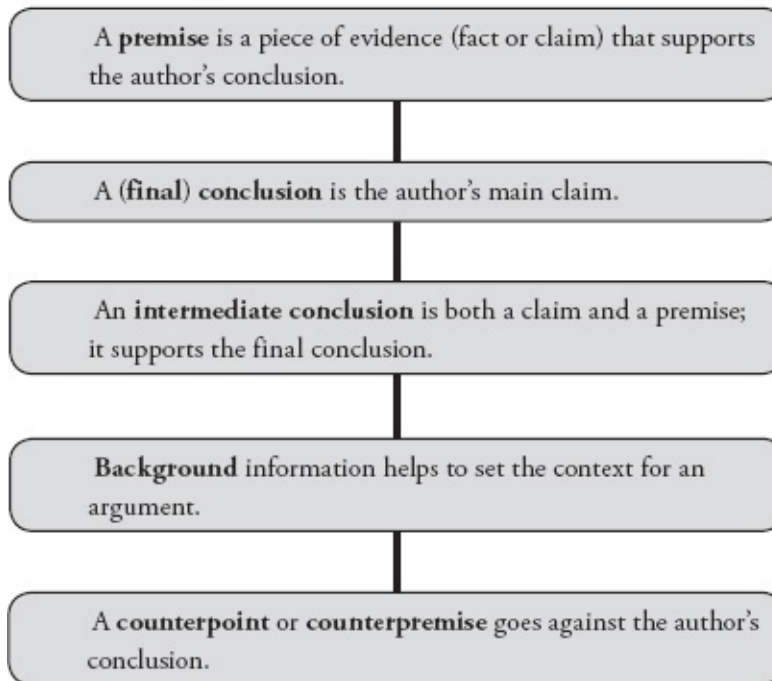 A premise is a piece of evidence (fact or claim) that supports
the author's conclusion.
A (final) conclusion is the author's main claim.
An intermediate conclusion is both a claim and a premise;
it supports the final conclusion.
Background information helps to set the context for an
argument.
A counterpoint or counterpremise goes against the author's
conclusion.